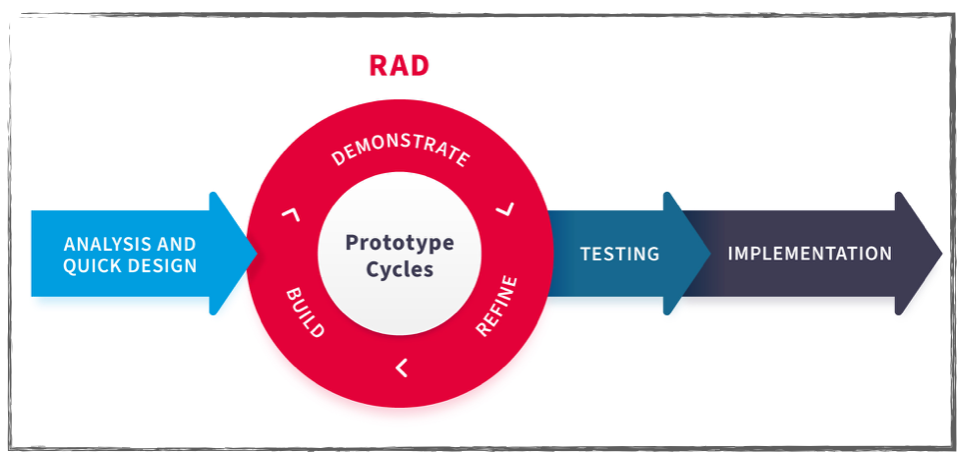 RAD
DEMONSTRATE
ANALYSIS AND
QUICK DESIGN
Prototype
Cycles
BUILD
REFINE
TESTING
IMPLEMENTATION